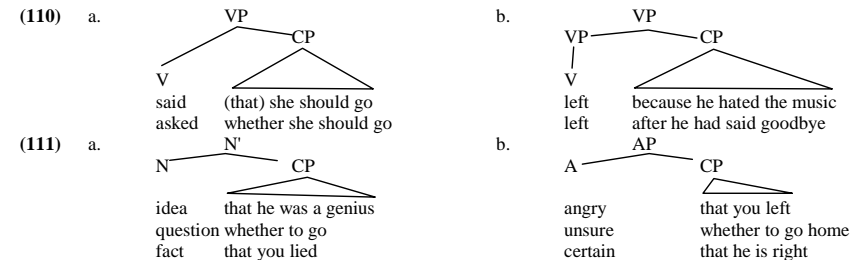 (110) a. VP b. VP
CP VP CP
V V
said (that) she should go left because he hated the music
asked whether she should go left after he had said goodbye
(111) a. N' b. AP
N CP A CP
idea that he was a genius angry that you left
question whether to go unsure whether to go home
fact that you lied certain that he is right